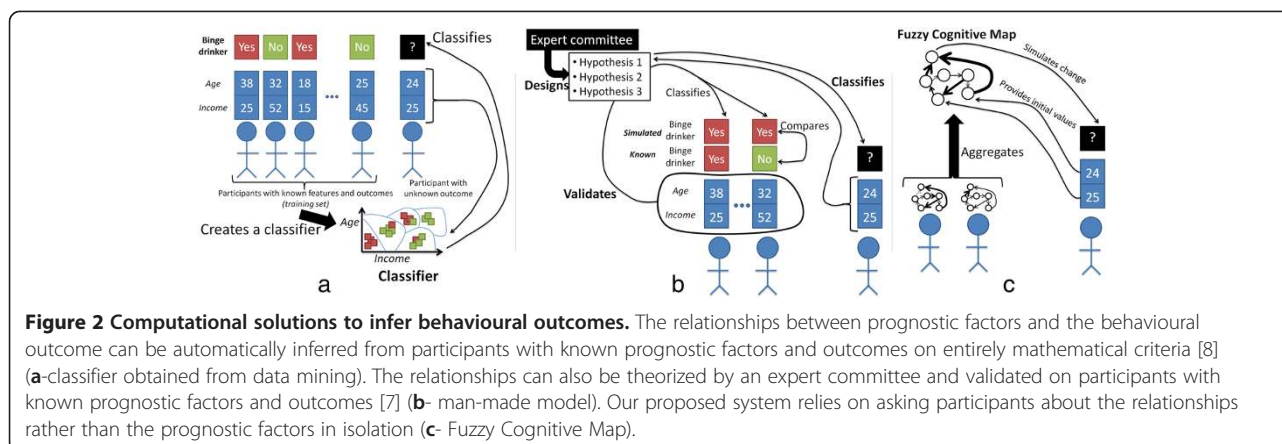 Binge drinker Yes No Yes No ? Classifies
Age 38 32 18 ... 25 24
Income 25 52 15 45 25
Participants with known features and outcomes
(training set)
Participant with
unknown outcome
Creates a classifier
Age
Income
Classifier
a
Expert committee
Designs
• Hypothesis 1
• Hypothesis 2
• Hypothesis 3
Classifies
Classifies
Simulated Binge drinker Yes Yes
Compares
Known Binge drinker Yes No
?
Validates
Age 38 ... 32 24
Income 25 52 25
b
Fuzzy Cognitive Map
Simulates change
Provides initial values
?
Aggregates
24
25
c
Figure 2 Computational solutions to infer behavioural outcomes. The relationships between prognostic factors and the behavioural
outcome can be automatically inferred from participants with known prognostic factors and outcomes on entirely mathematical criteria [8]
(a-classifier obtained from data mining). The relationships can also be theorized by an expert committee and validated on participants with
known prognostic factors and outcomes [7] (b- man-made model). Our proposed system relies on asking participants about the relationships
rather than the prognostic factors in isolation (c- Fuzzy Cognitive Map).